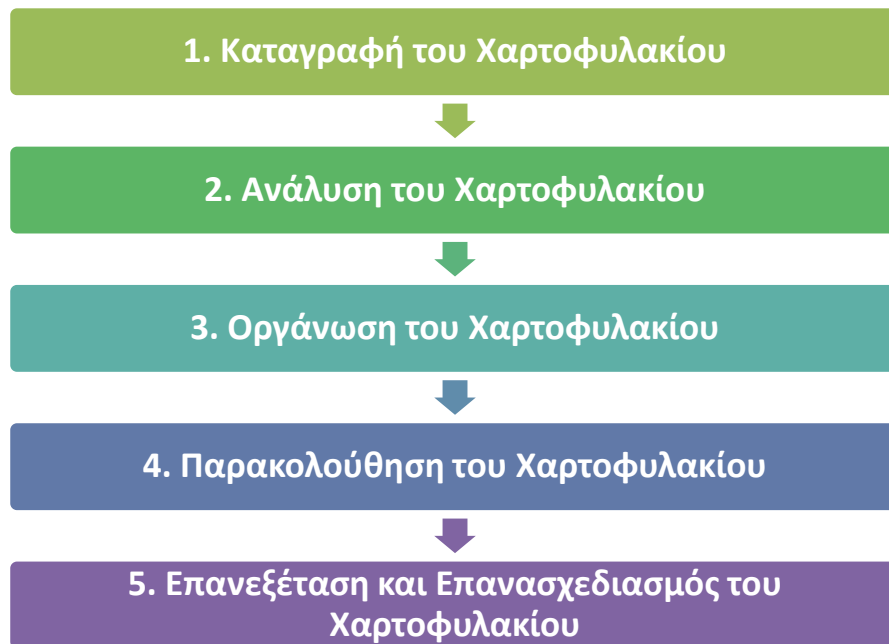 1. Καταγραφή του Χαρτοφυλακίου
2. Ανάλυση του Χαρτοφυλακίου
3. Οργάνωση του Χαρτοφυλακίου
4. Παρακολούθηση του Χαρτοφυλακίου
5. Επανεξέταση και Επανασχεδιασμός του
Χαρτοφυλακίου